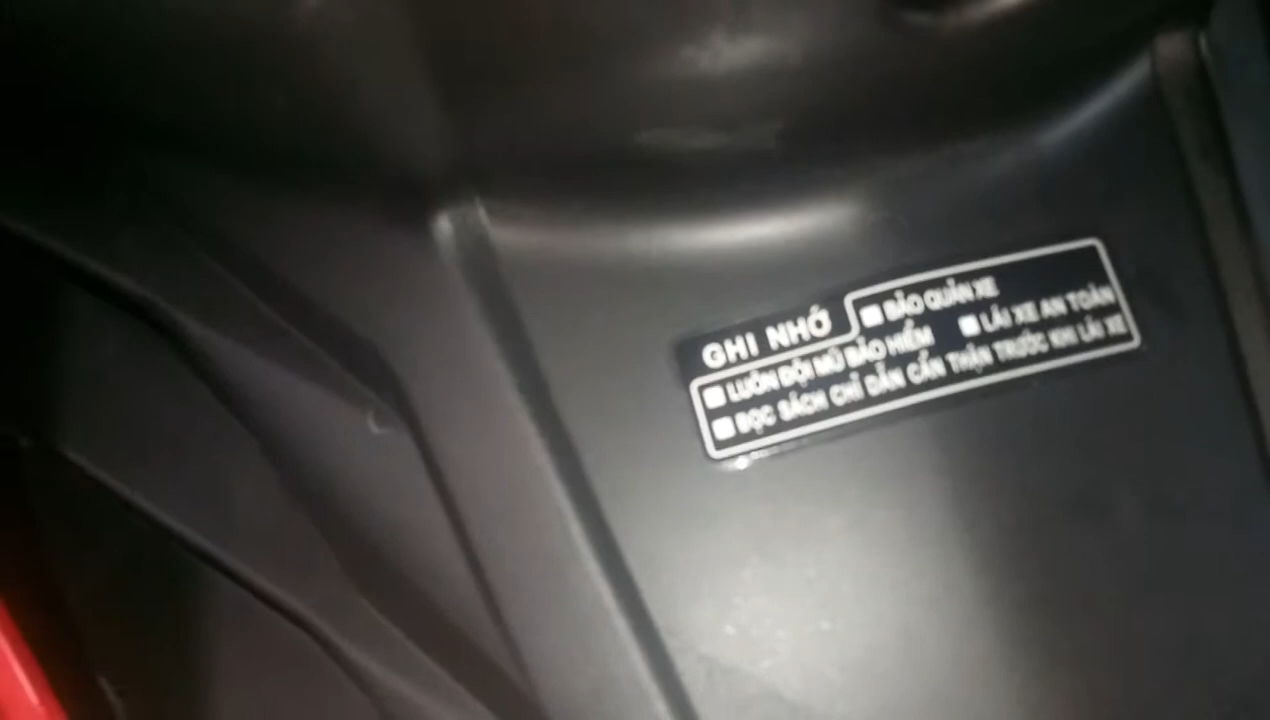 GHI NHỚ
BẢO QUẢN XE
LUÔN ĐỘI MŨ BẢO HIỂM LÁI XE AN TOÀN
ĐỌC SÁCH CHỈ DẪN CẨN THẬN TRƯỚC KHI LÁI XE